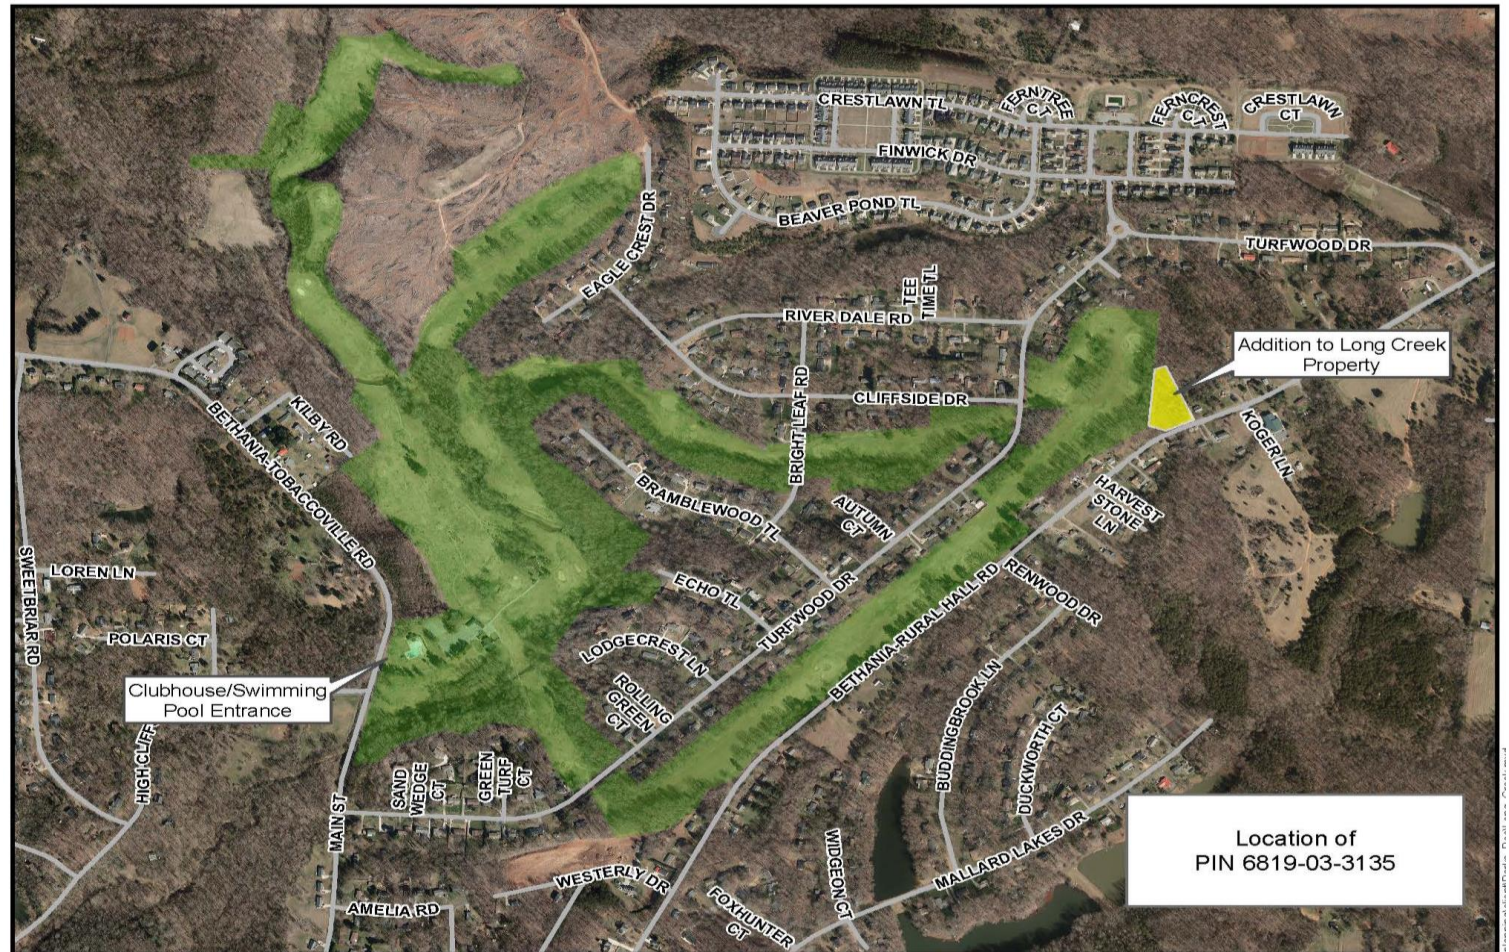 CRESTLAWN TL
FERNTREE
CT
FERNCREST
CT
CRESTLAWN
CT
FINWICK DR
BEAVER POND TL
EAGLE CREST DR
TURFWOOD DR
TEE
TIME TL
RIVER DALE RD
Addition to Long Creek
Property
CLIFFSIDE DR
BRIGHT LEAF RD
KILBY RD
BETHANIA-TOBACCOVILLE RD
KOGER LN
HARVEST
STONE
LN
BRAMBLEWOOD TL
AUTUMN
CT
SWEETBRIAR RD
LOREN LN
ECHO TL
TURFWOOD DR
RENWOOD DR
BETHANIA-RURAL HALL RD
POLARIS CT
LODGECREST LN
ROLLING
GREEN
CT
Clubhouse/Swimming
Pool Entrance
HIGH CLIFF
BUDDINGBROOK LN
DUCKWORTH CT
SAND
WEDGE
CT
GREEN
TURF
CT
MAIN ST
WESTERLY DR
WIDGEON CT
MALLARD LAKES DR
AMELIA RD
FOXHUNTER
CT
Location of
PIN 6819-03-3135